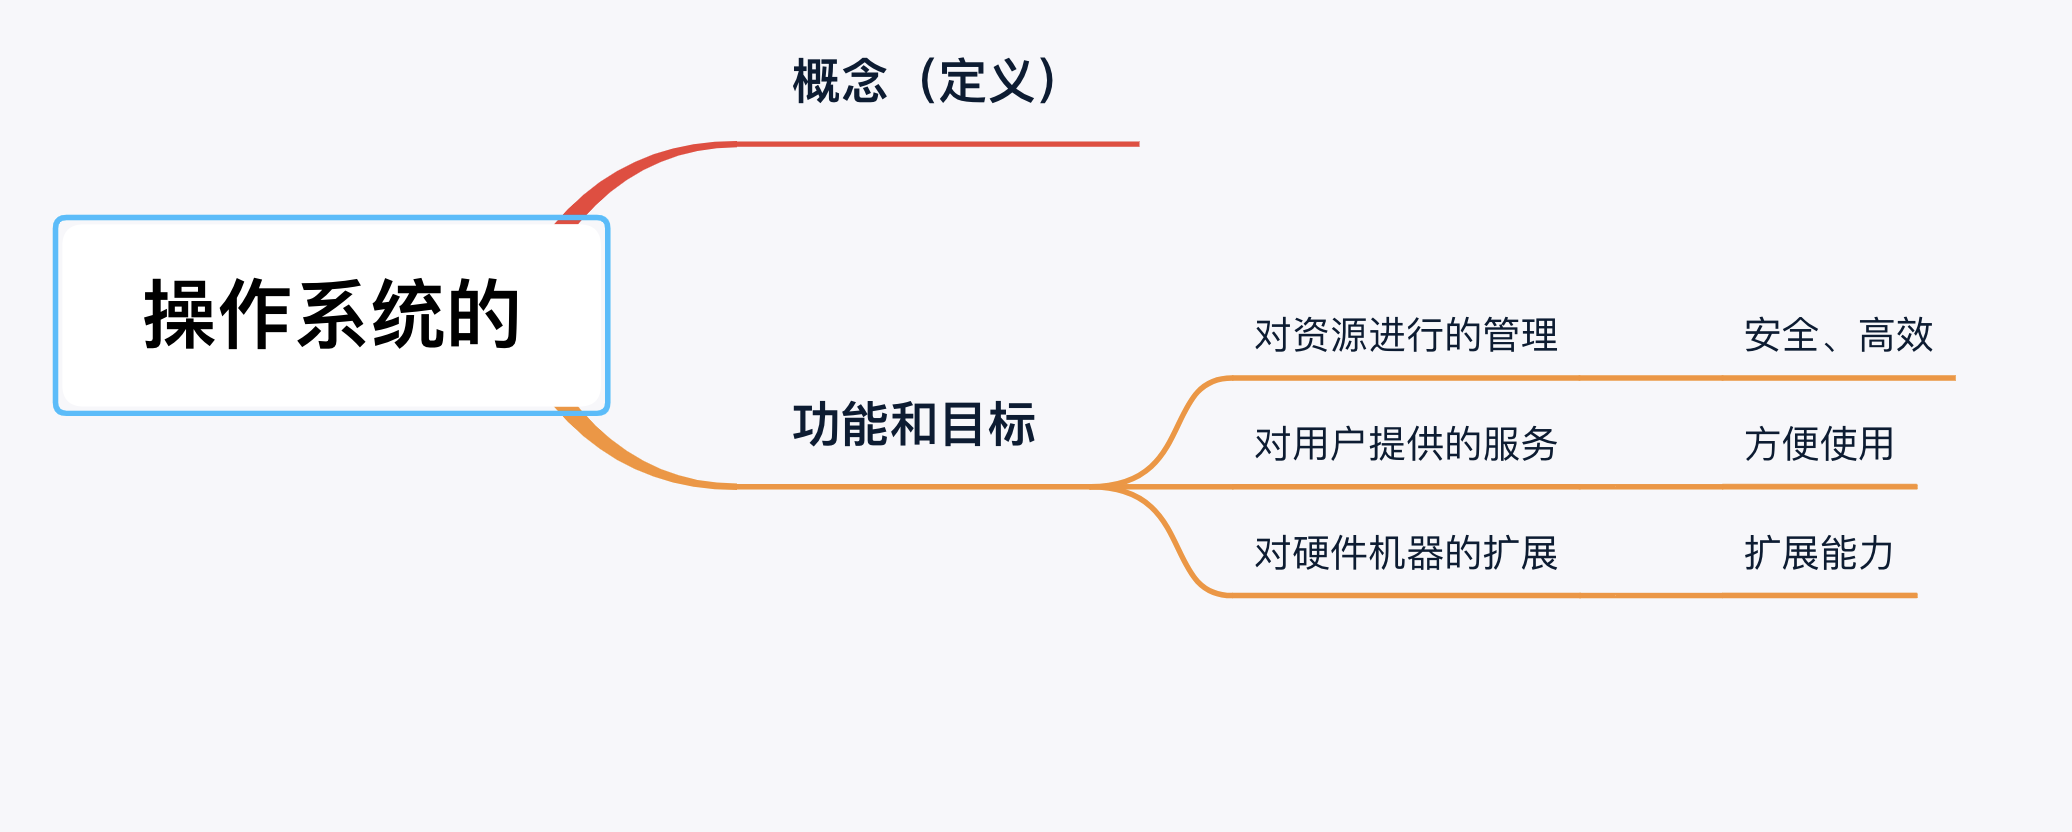 概念（定义）
操作系统的
功能和目标
对资源进行的管理
安全、高效
对用户提供的服务
方便使用
对硬件机器的扩展
扩展能力